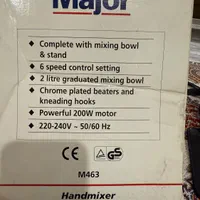 Major
Complete with mixing bowl
& stand
6 speed control setting
2 litre graduated mixing bowl
Chrome plated beaters and
kneading hooks
Powerful 200W motor
220-240V ~ 50/60 Hz
CE
M463
Handmixer